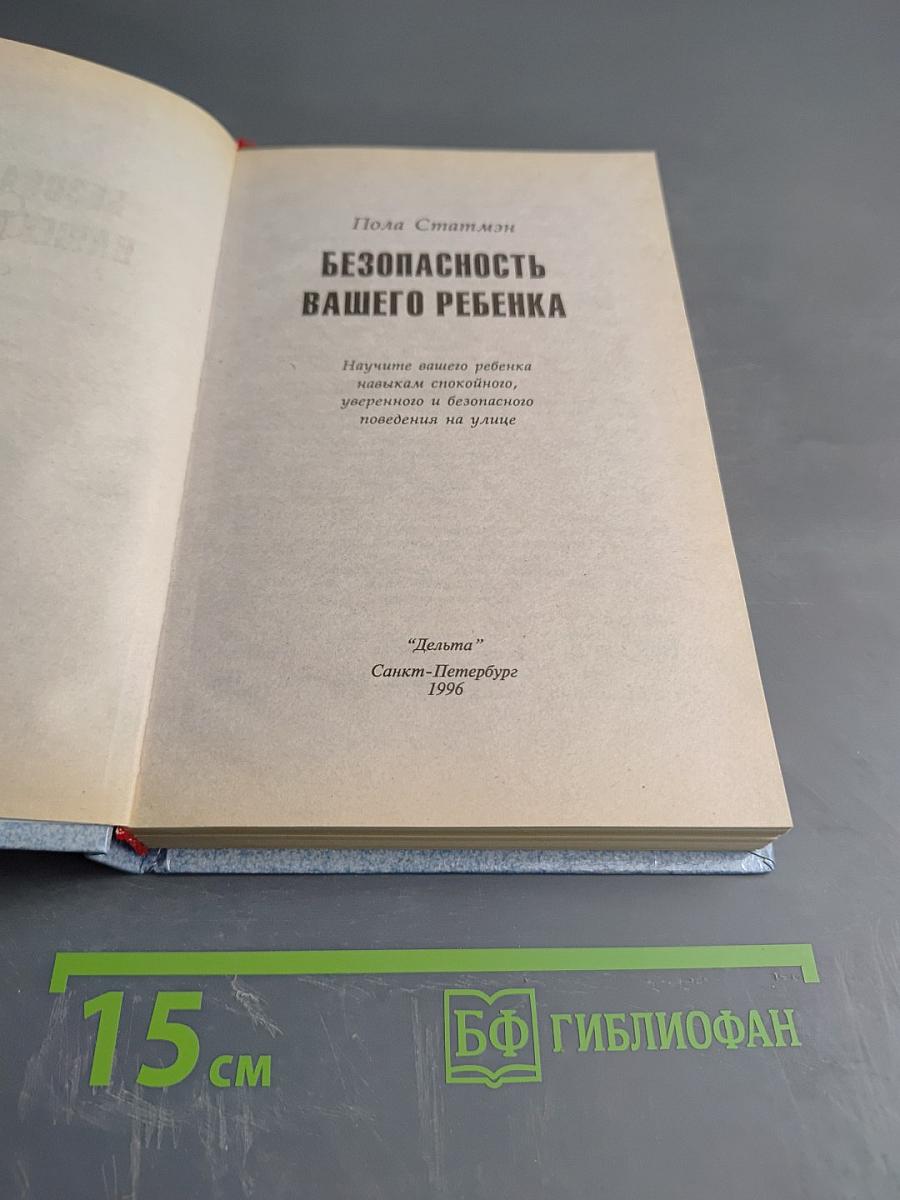 Пола Статмэн
БЕЗОПАСНОСТЬ
ВАШЕГО РЕБЕНКА
Научите вашего ребенка
навыкам спокойного,
уверенного и безопасного
поведения на улице
“Дельта”
Санкт-Петербург
1996
15 см
БФ ГИБЛИОФАН